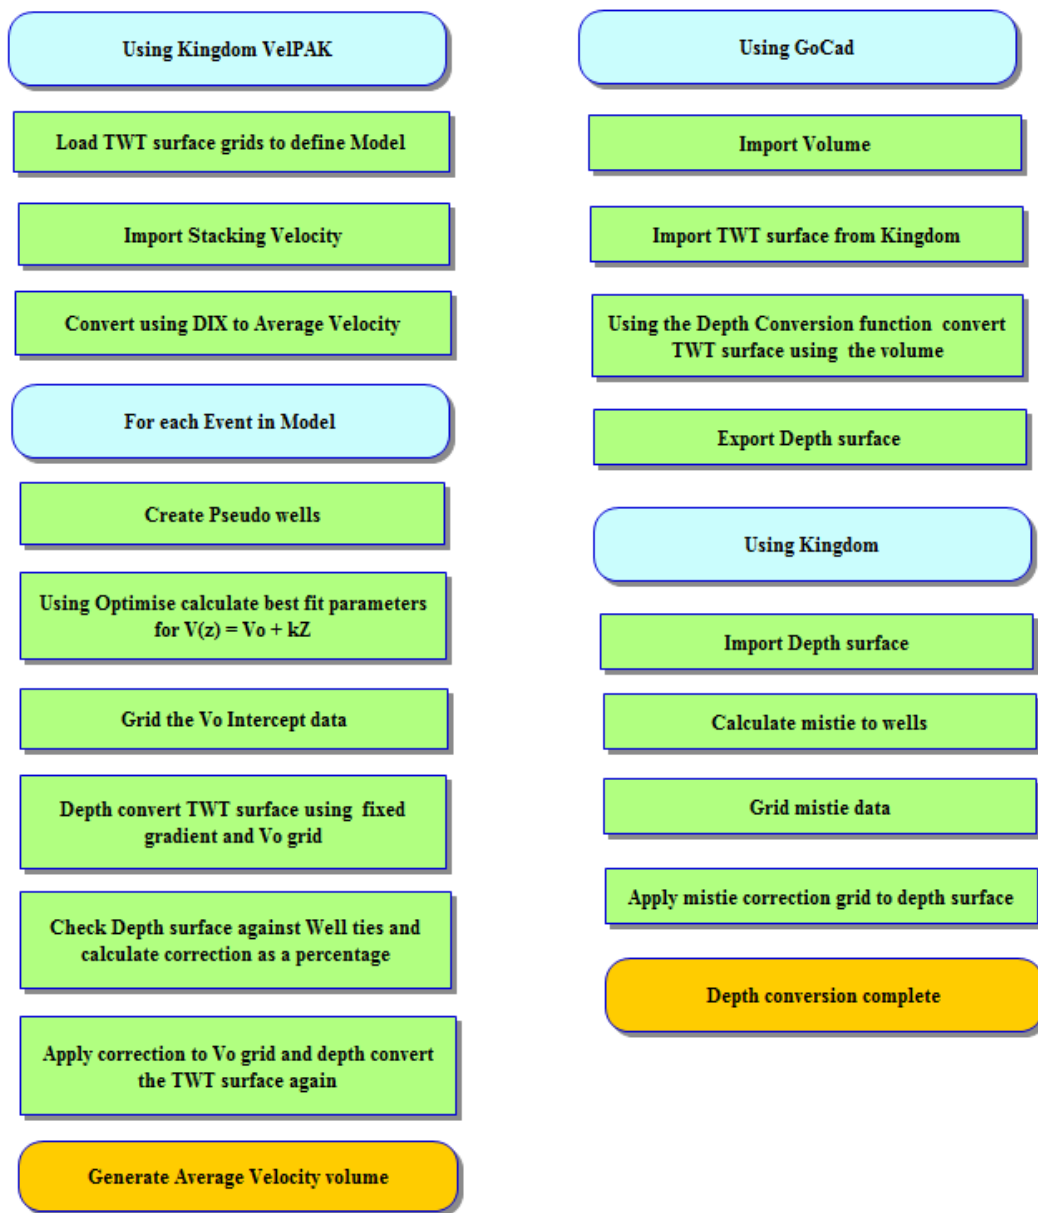 Using Kingdom VelPAK
Load TWT surface grids to define Model
Import Stacking Velocity
Convert using DIX to Average Velocity
For each Event in Model
Create Pseudo wells
Using Optimise calculate best fit parameters
for V(z) = Vo + kZ
Grid the Vo Intercept data
Depth convert TWT surface using fixed
gradient and Vo grid
Check Depth surface against Well ties and
calculate correction as a percentage
Apply correction to Vo grid and depth convert
the TWT surface again
Generate Average Velocity volume
Using GoCad
Import Volume
Import TWT surface from Kingdom
Using the Depth Conversion function convert
TWT surface using the volume
Export Depth surface
Using Kingdom
Import Depth surface
Calculate mistie to wells
Grid mistie data
Apply mistie correction grid to depth surface
Depth conversion complete